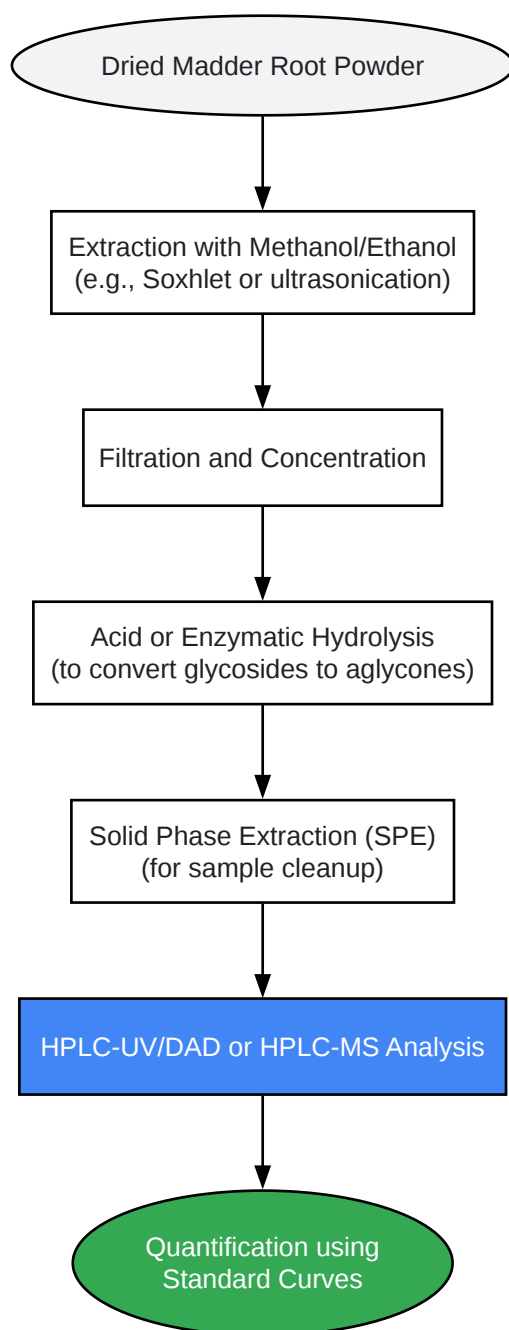 Dried Madder Root Powder
Extraction with Methanol/Ethanol
(e.g., Soxhlet or ultrasonication)
Filtration and Concentration
Acid or Enzymatic Hydrolysis
(to convert glycosides to aglycones)
Solid Phase Extraction (SPE)
(for sample cleanup)
HPLC-UV/DAD or HPLC-MS Analysis
Quantification using
Standard Curves